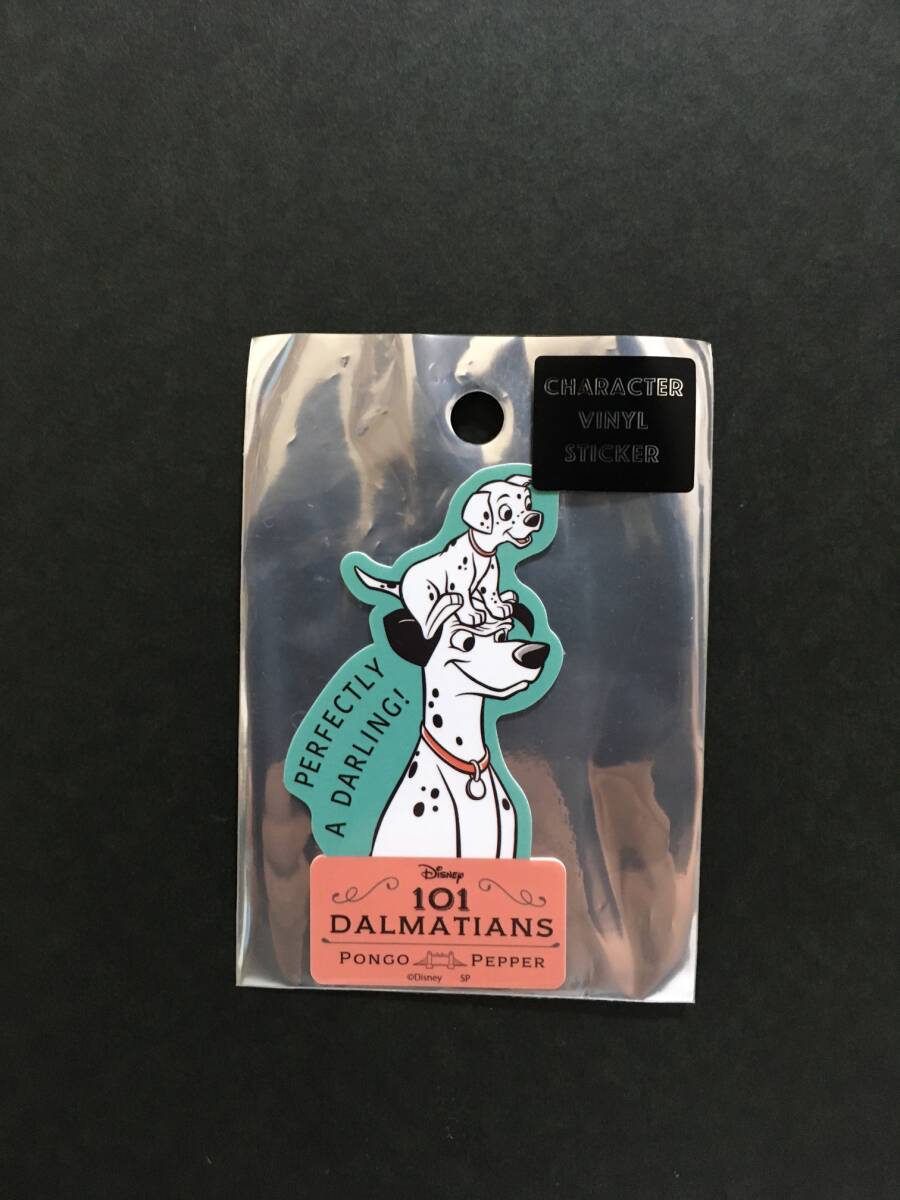 CHARACTER
VINYL
STICKER
PERFECTLY
A DARLING!
Disney
101
DALMATIANS
PONGO PEPPER
©Disney SP